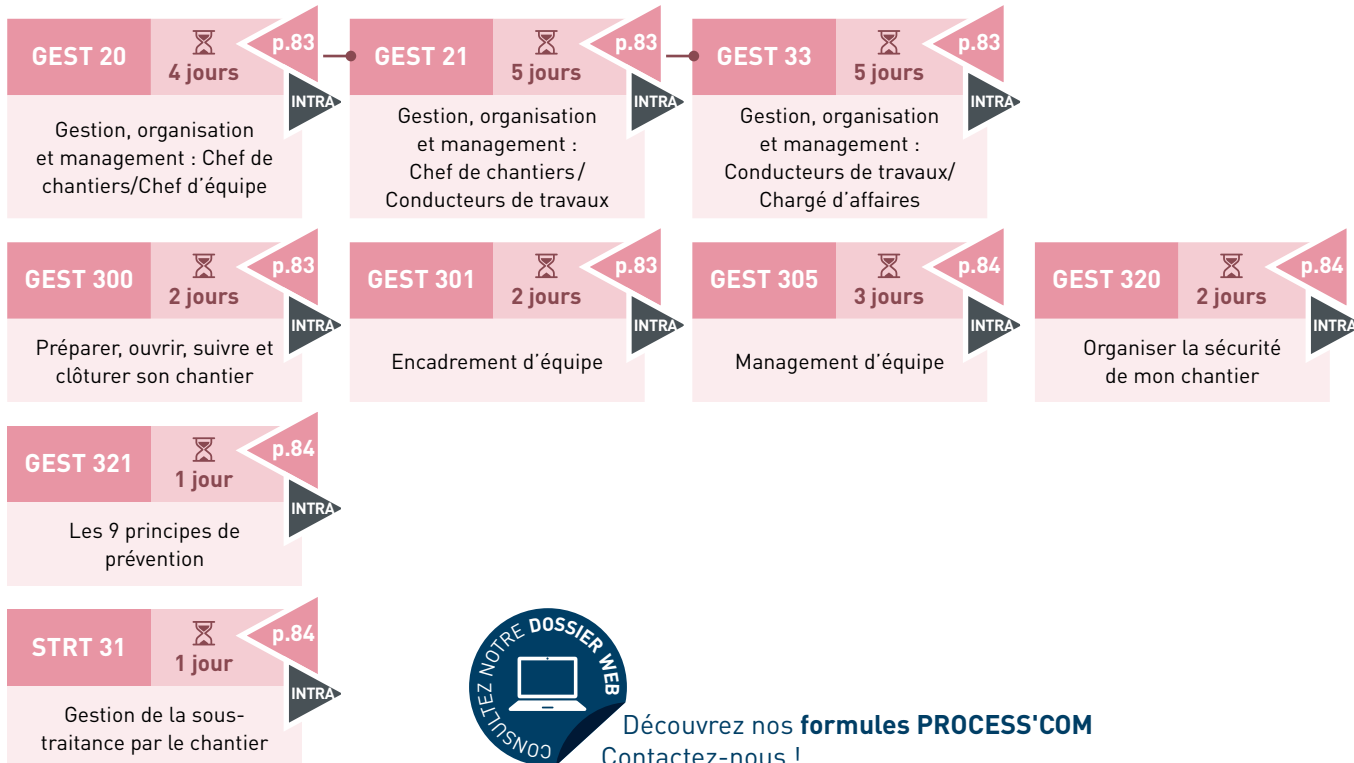 GEST 20
4 jours
p.83
INTRA
Gestion, organisation
et management : Chef de
chantiers/Chef d'équipe
GEST 21
5 jours
p.83
INTRA
Gestion, organisation
et management :
Chef de chantiers/
Conducteurs de travaux
GEST 33
5 jours
p.83
INTRA
Gestion, organisation
et management :
Conducteurs de travaux/
Chargé d'affaires
GEST 300
2 jours
p.83
INTRA
Préparer, ouvrir, suivre et
clôturer son chantier
GEST 301
2 jours
p.83
INTRA
Encadrement d'équipe
GEST 305
3 jours
p.84
INTRA
Management d'équipe
GEST 320
2 jours
p.84
INTRA
Organiser la sécurité
de mon chantier
GEST 321
1 jour
p.84
INTRA
Les 9 principes de
prévention
STRT 31
1 jour
p.84
INTRA
Gestion de la sous-
traitance par le chantier
CONSULTEZ NOTRE DOSSIER WEB
Découvrez nos formules PROCESS'COM
Contactez-nous !